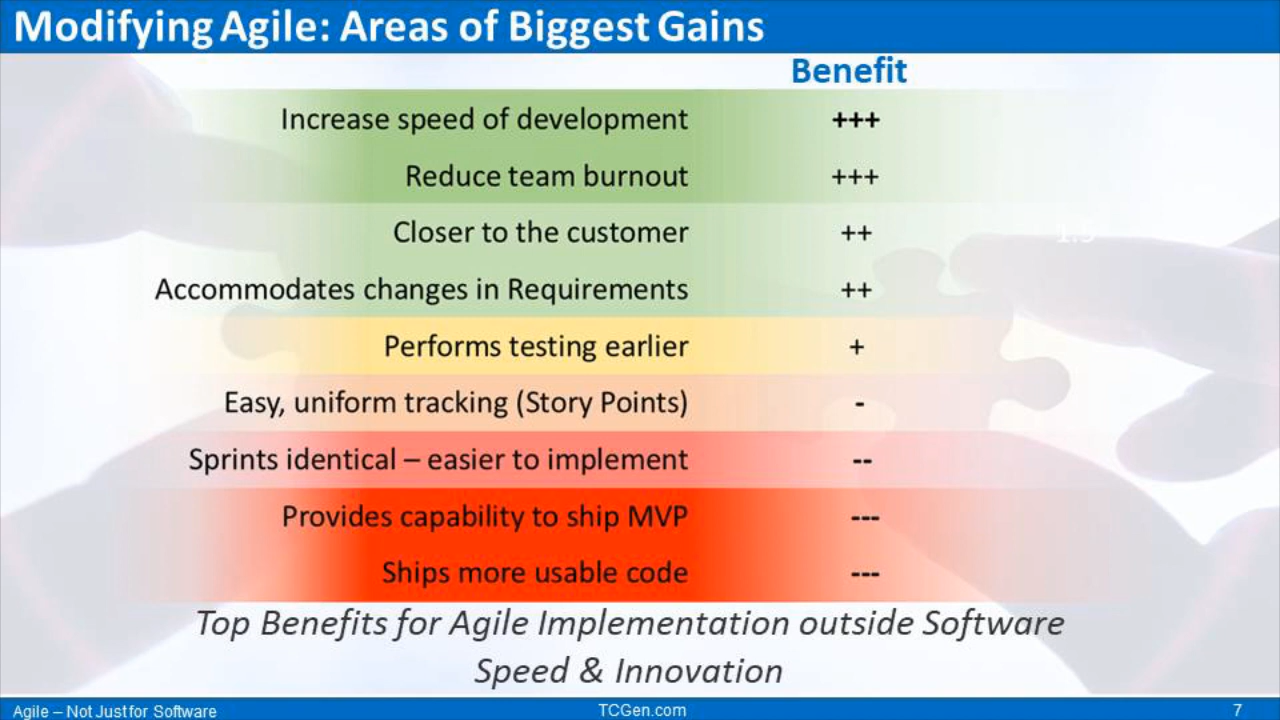 Modifying Agile: Areas of Biggest Gains
Benefit
Increase speed of development +++
Reduce team burnout +++
Closer to the customer ++ 1.5
Accommodates changes in Requirements ++
Performs testing earlier +
Easy, uniform tracking (Story Points) -
Sprints identical – easier to implement --
Provides capability to ship MVP ---
Ships more usable code ---
Top Benefits for Agile Implementation outside Software
Speed & Innovation
Agile – Not Just for Software TCGen.com 7